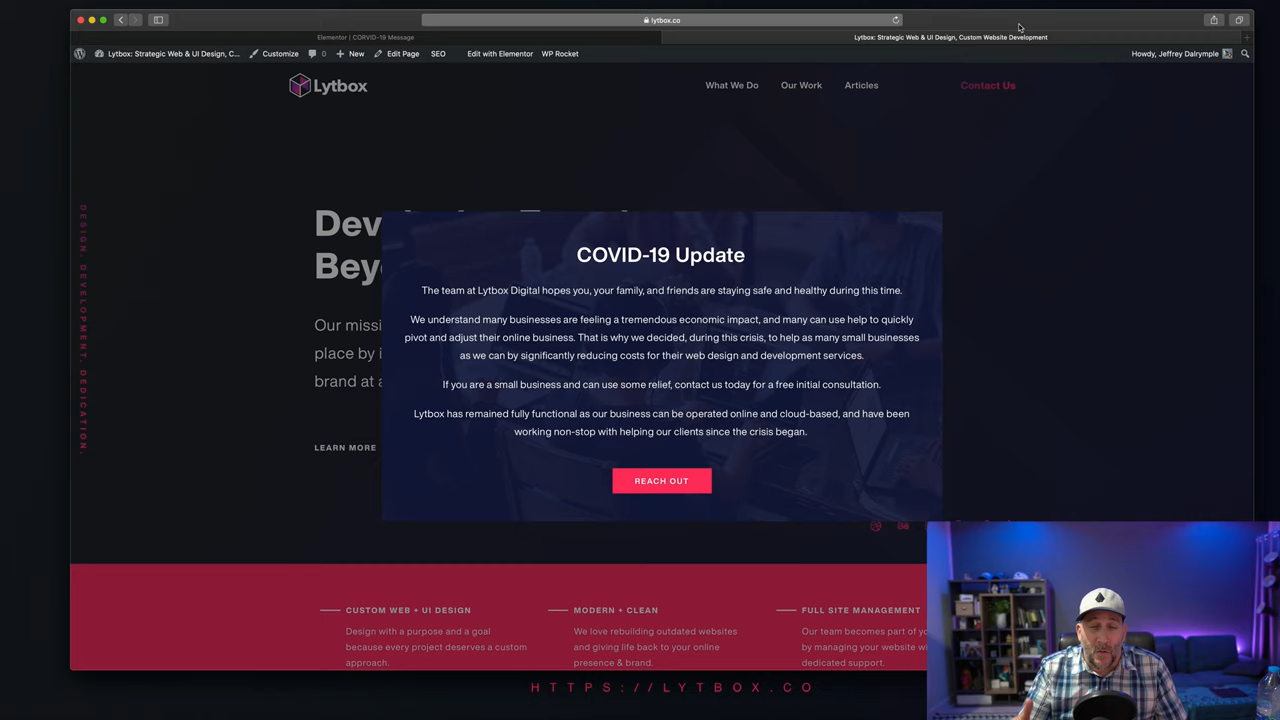 lytbox.co
Elementor | CORVID-19 Message
Lytbox: Strategic Web & UI Design, Custom Website Development
Lytbox: Strategic Web & UI Design, C...
Customize
0
New
Edit Page
SEO
Edit with Elementor
WP Rocket
Howdy, Jeffrey Dalrymple
Lytbox
What We Do
Our Work
Articles
Contact Us
DESIGN. DEVELOPMENT. DEDICATION.
Dev
Bey
Our missi
place by i
brand at a
LEARN MORE
COVID-19 Update
The team at Lytbox Digital hopes you, your family, and friends are staying safe and healthy during this time.
We understand many businesses are feeling a tremendous economic impact, and many can use help to quickly
pivot and adjust their online business. That is why we decided, during this crisis, to help as many small businesses
as we can by significantly reducing costs for their web design and development services.
If you are a small business and can use some relief, contact us today for a free initial consultation.
Lytbox has remained fully functional as our business can be operated online and cloud-based, and have been
working non-stop with helping our clients since the crisis began.
REACH OUT
CUSTOM WEB + UI DESIGN
Design with a purpose and a goal
because every project deserves a custom
approach.
MODERN + CLEAN
We love rebuilding outdated websites
and giving life back to your online
presence & brand.
FULL SITE MANAGEMENT
Our team becomes part of yo
by managing your website wi
dedicated support.
HTTPS://LYTBOX.CO